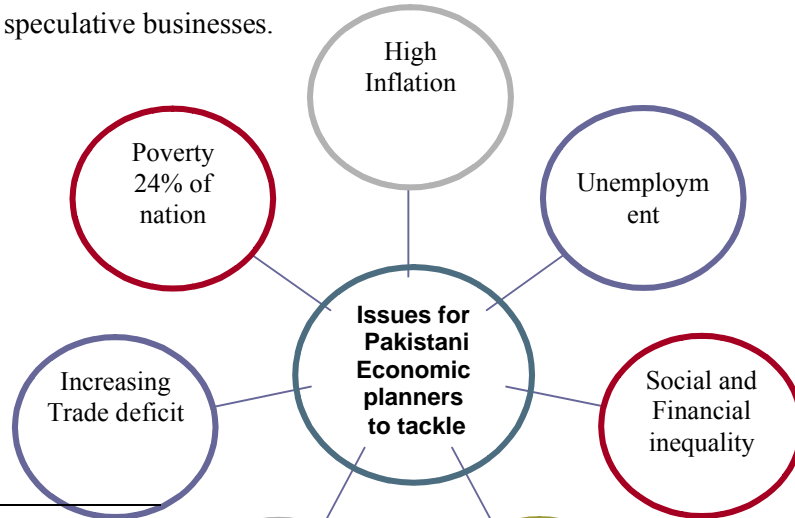 speculative businesses.
High
Inflation
Poverty
24% of
nation
Unemploym
ent
Issues for
Pakistani
Economic
planners
to tackle
Increasing
Trade deficit
Social and
Financial
inequality